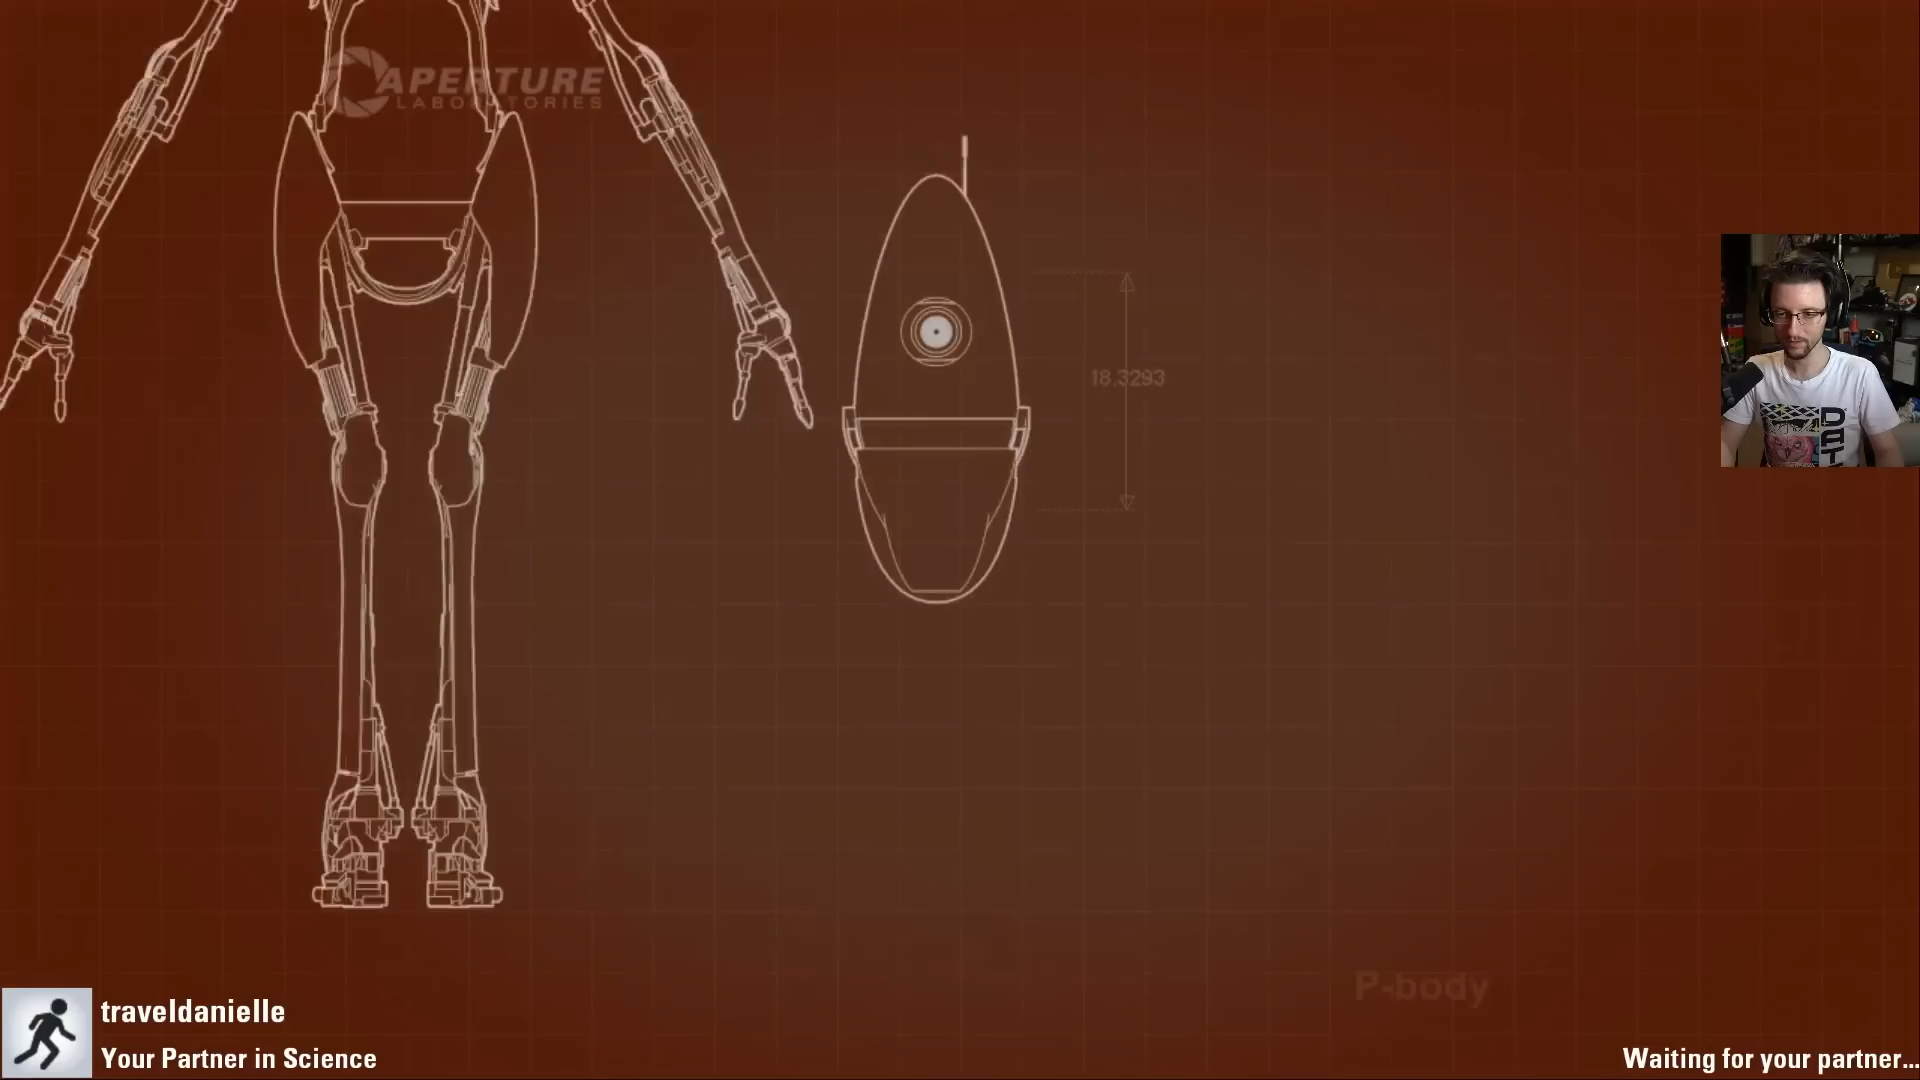 APERTURE
LABORATORIES
18.3293
P-body
traveldanielle
Your Partner in Science
Waiting for your partner...